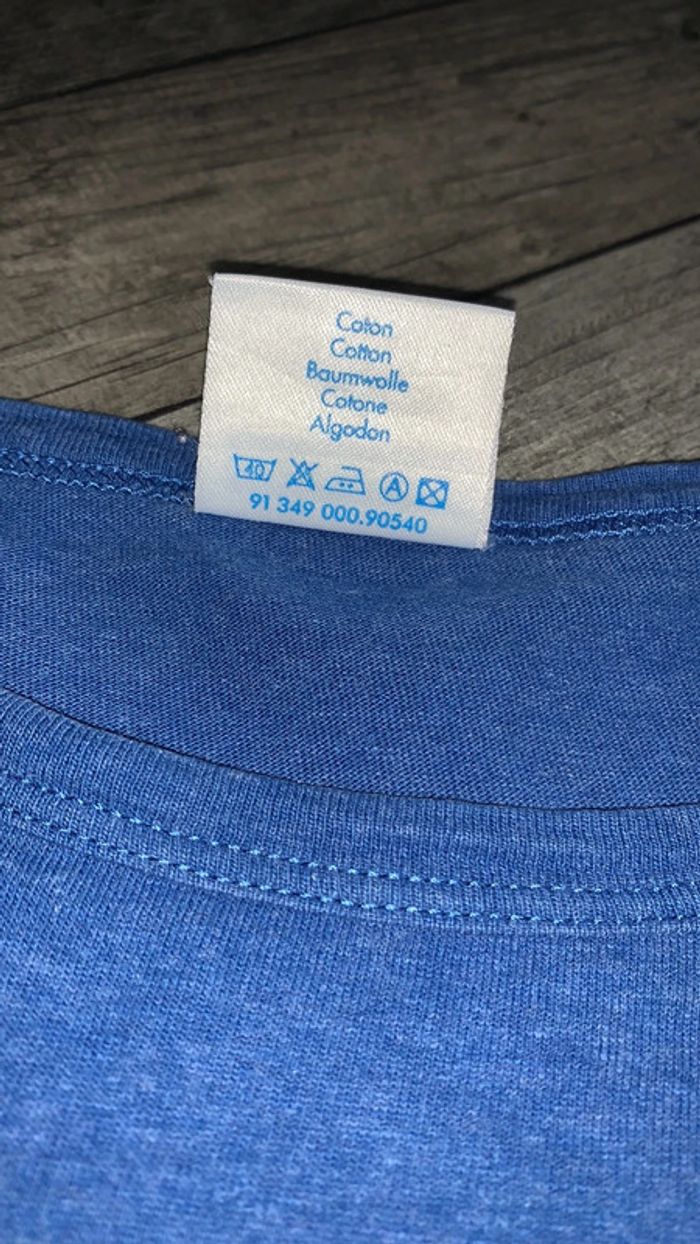 Coton
Cotton
Baumwolle
Cotone
Algodon
40 A
91 349 000.90540